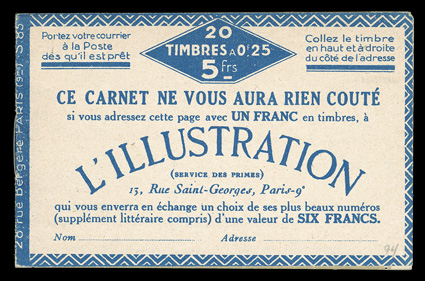 Portez votre courrier
à la Poste
dès qu'il est prêt
20
TIMBRES A 0F.25
5 frs
Collez le timbre
en haut et à droite
du côté de l'adresse
CE CARNET NE VOUS AURA RIEN COUTÉ
si vous adressez cette page avec UN FRANC en timbres, à
L'ILLUSTRATION
(SERVICE DES PRIMES)
13, Rue Saint-Georges, Paris-9e
qui vous enverra en échange un choix de ses plus beaux numéros
(supplément littéraire compris) d'une valeur de SIX FRANCS.
Nom Adresse
94
rue Bergère PARIS (9e) S 85